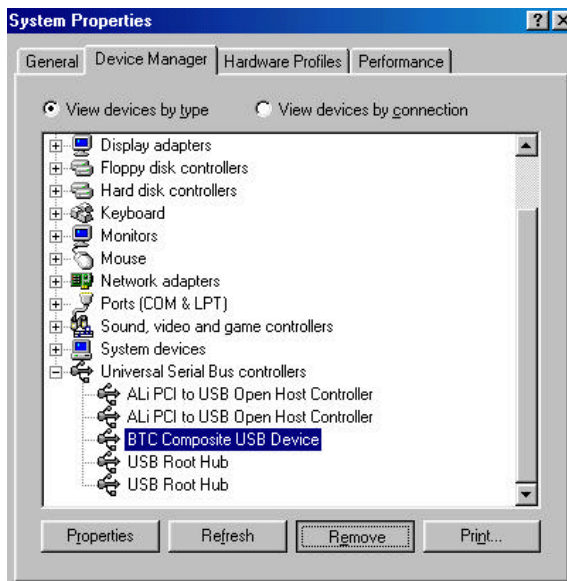 System Properties
General Device Manager Hardware Profiles Performance
View devices by type View devices by connection
Display adapters
Floppy disk controllers
Hard disk controllers
Keyboard
Monitors
Mouse
Network adapters
Ports (COM & LPT)
Sound, video and game controllers
System devices
Universal Serial Bus controllers
ALi PCI to USB Open Host Controller
ALi PCI to USB Open Host Controller
BTC Composite USB Device
USB Root Hub
USB Root Hub
Properties Refresh Remove Print...